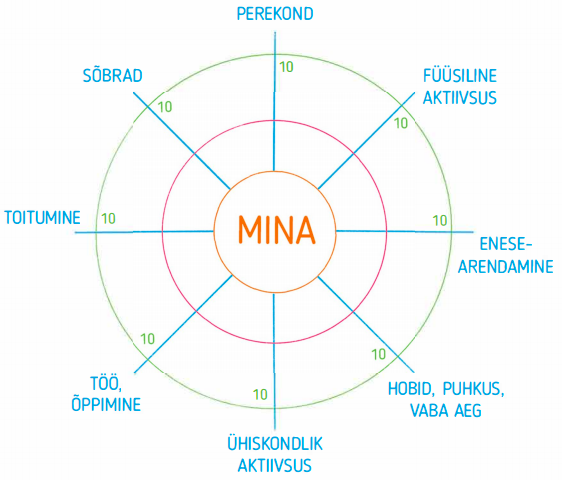 PEREKOND
10
SÕBRAD
10
FÜÜSILINE
AKTIIVSUS
10
TOITUMINE
10
MINA
10
ENESE-
ARENDAMINE
10
TÖÖ,
ÕPPIMINE
10
HOBID, PUHKUS,
VABA AEG
10
ÜHISKONDLIK
AKTIIVSUS